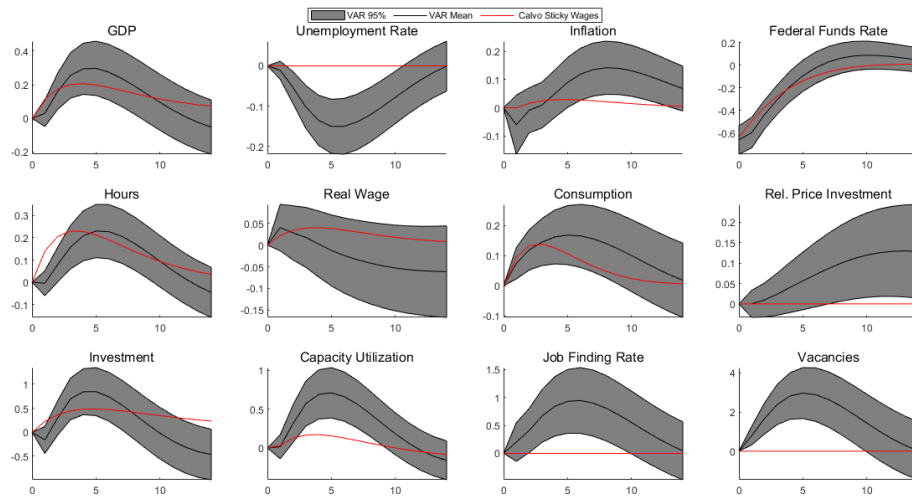 VAR 95% VAR Mean Calvo Sticky Wages
GDP
0.4
0.2
0
-0.2
0 5 10
Unemployment Rate
0
-0.1
-0.2
0 5 10
Inflation
0.2
0.1
0
0.1
0 5 10
Federal Funds Rate
0.2
0
-0.2
-0.4
-0.6
0 5 10
Hours
0.3
0.2
0.1
0
-0.1
0 5 10
Real Wage
0.05
0
-0.05
-0.1
-0.15
0 5 10
Consumption
0.2
0.1
0
-0.1
0 5 10
Rel. Price Investment
0.2
0.15
0.1
0.05
0
0 5 10
Investment
1
0.5
0
-0.5
0 5 10
Capacity Utilization
1
0.5
0
0 5 10
Job Finding Rate
1.5
1
0.5
0
0 5 10
Vacancies
4
2
0
0 5 10